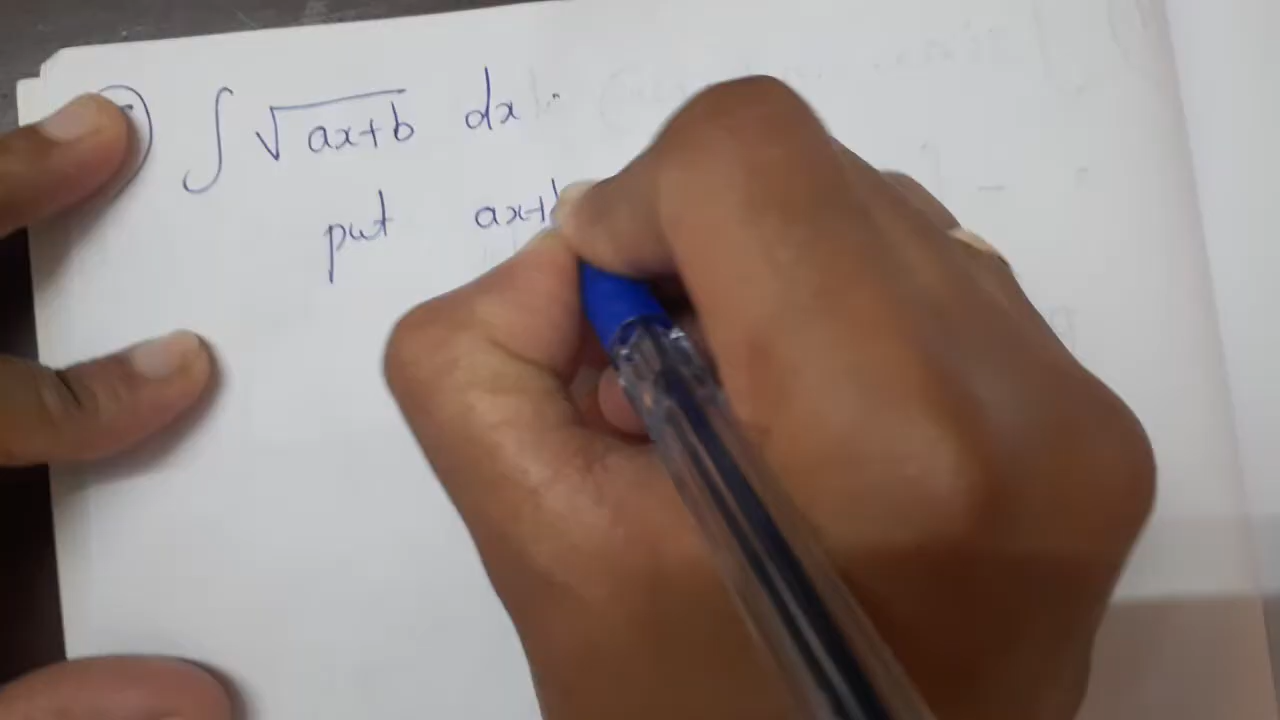 ∫ √ax+b dx
put ax+